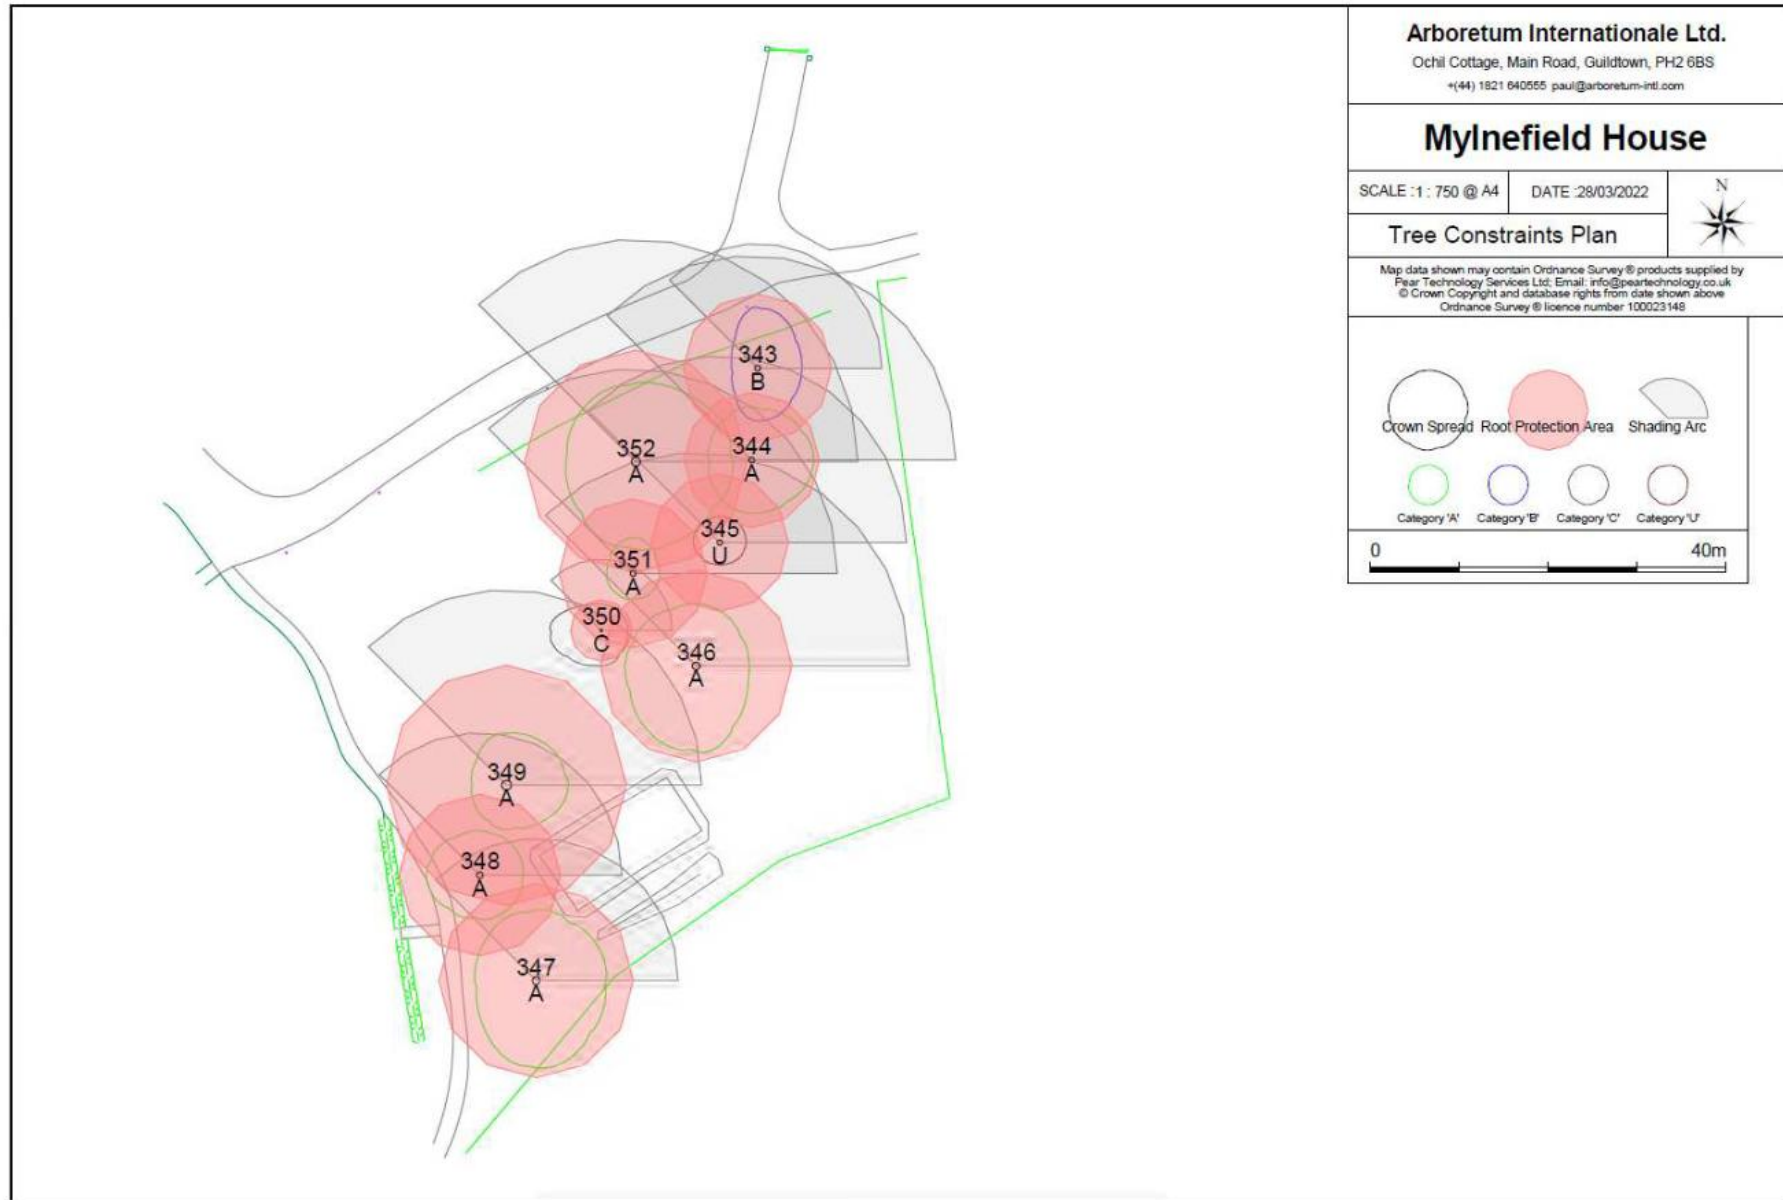 Arboretum Internationale Ltd.
Ochil Cottage, Main Road, Guildtown, PH2 6BS
+(44) 1821 640555 paul@arboretum-intl.com
Mylnefield House
SCALE :1 : 750 @ A4
DATE :28/03/2022
N
Tree Constraints Plan
Map data shown may contain Ordnance Survey ® products supplied by
Pear Technology Services Ltd; Email: info@peartechnology.co.uk
© Crown Copyright and database rights from date shown above
Ordnance Survey ® licence number 100023148
Crown Spread Root Protection Area Shading Arc
Category 'A' Category 'B' Category 'C' Category 'U'
0 40m
343
B
352
A
344
A
345
U
351
A
350
C
346
A
349
A
348
A
347
A